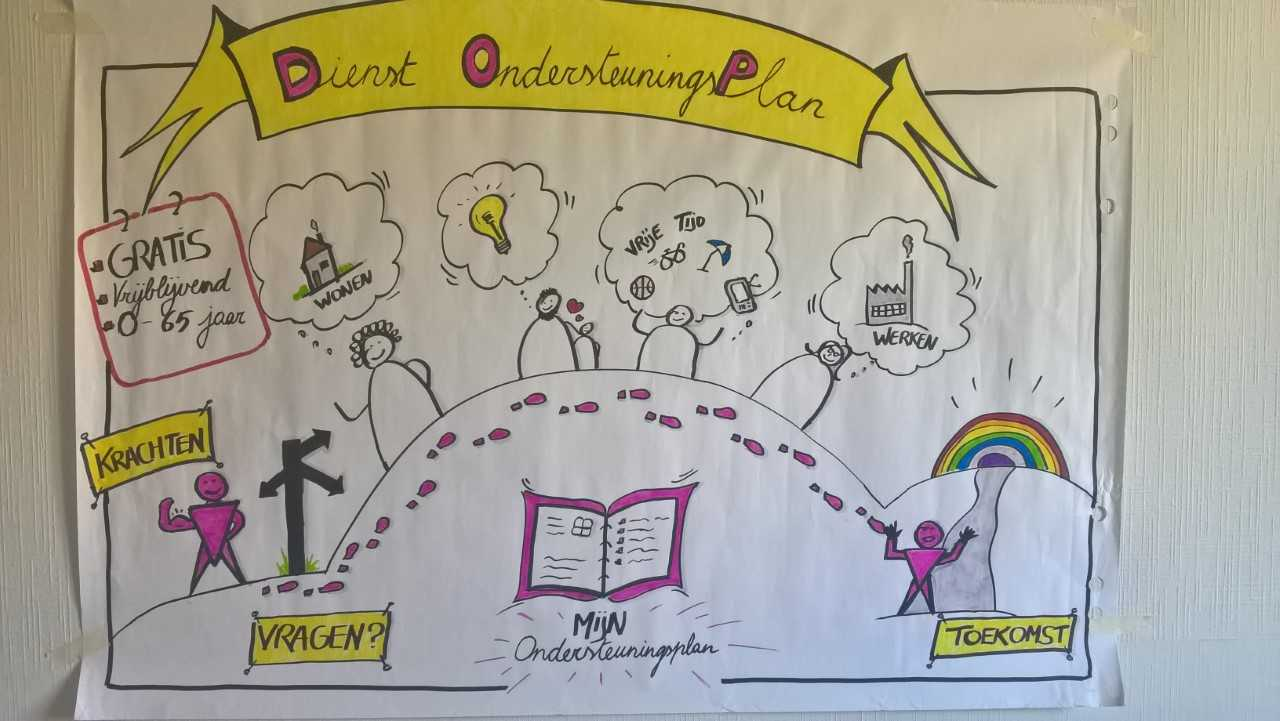 Dienst OndersteuningsPlan
GRATIS
Vrijblijvend
0 - 65 jaar
WONEN
VRIJE TIJD
WERKEN
KRACHTEN
VRAGEN?
MIJN
Ondersteuningsplan
TOEKOMST